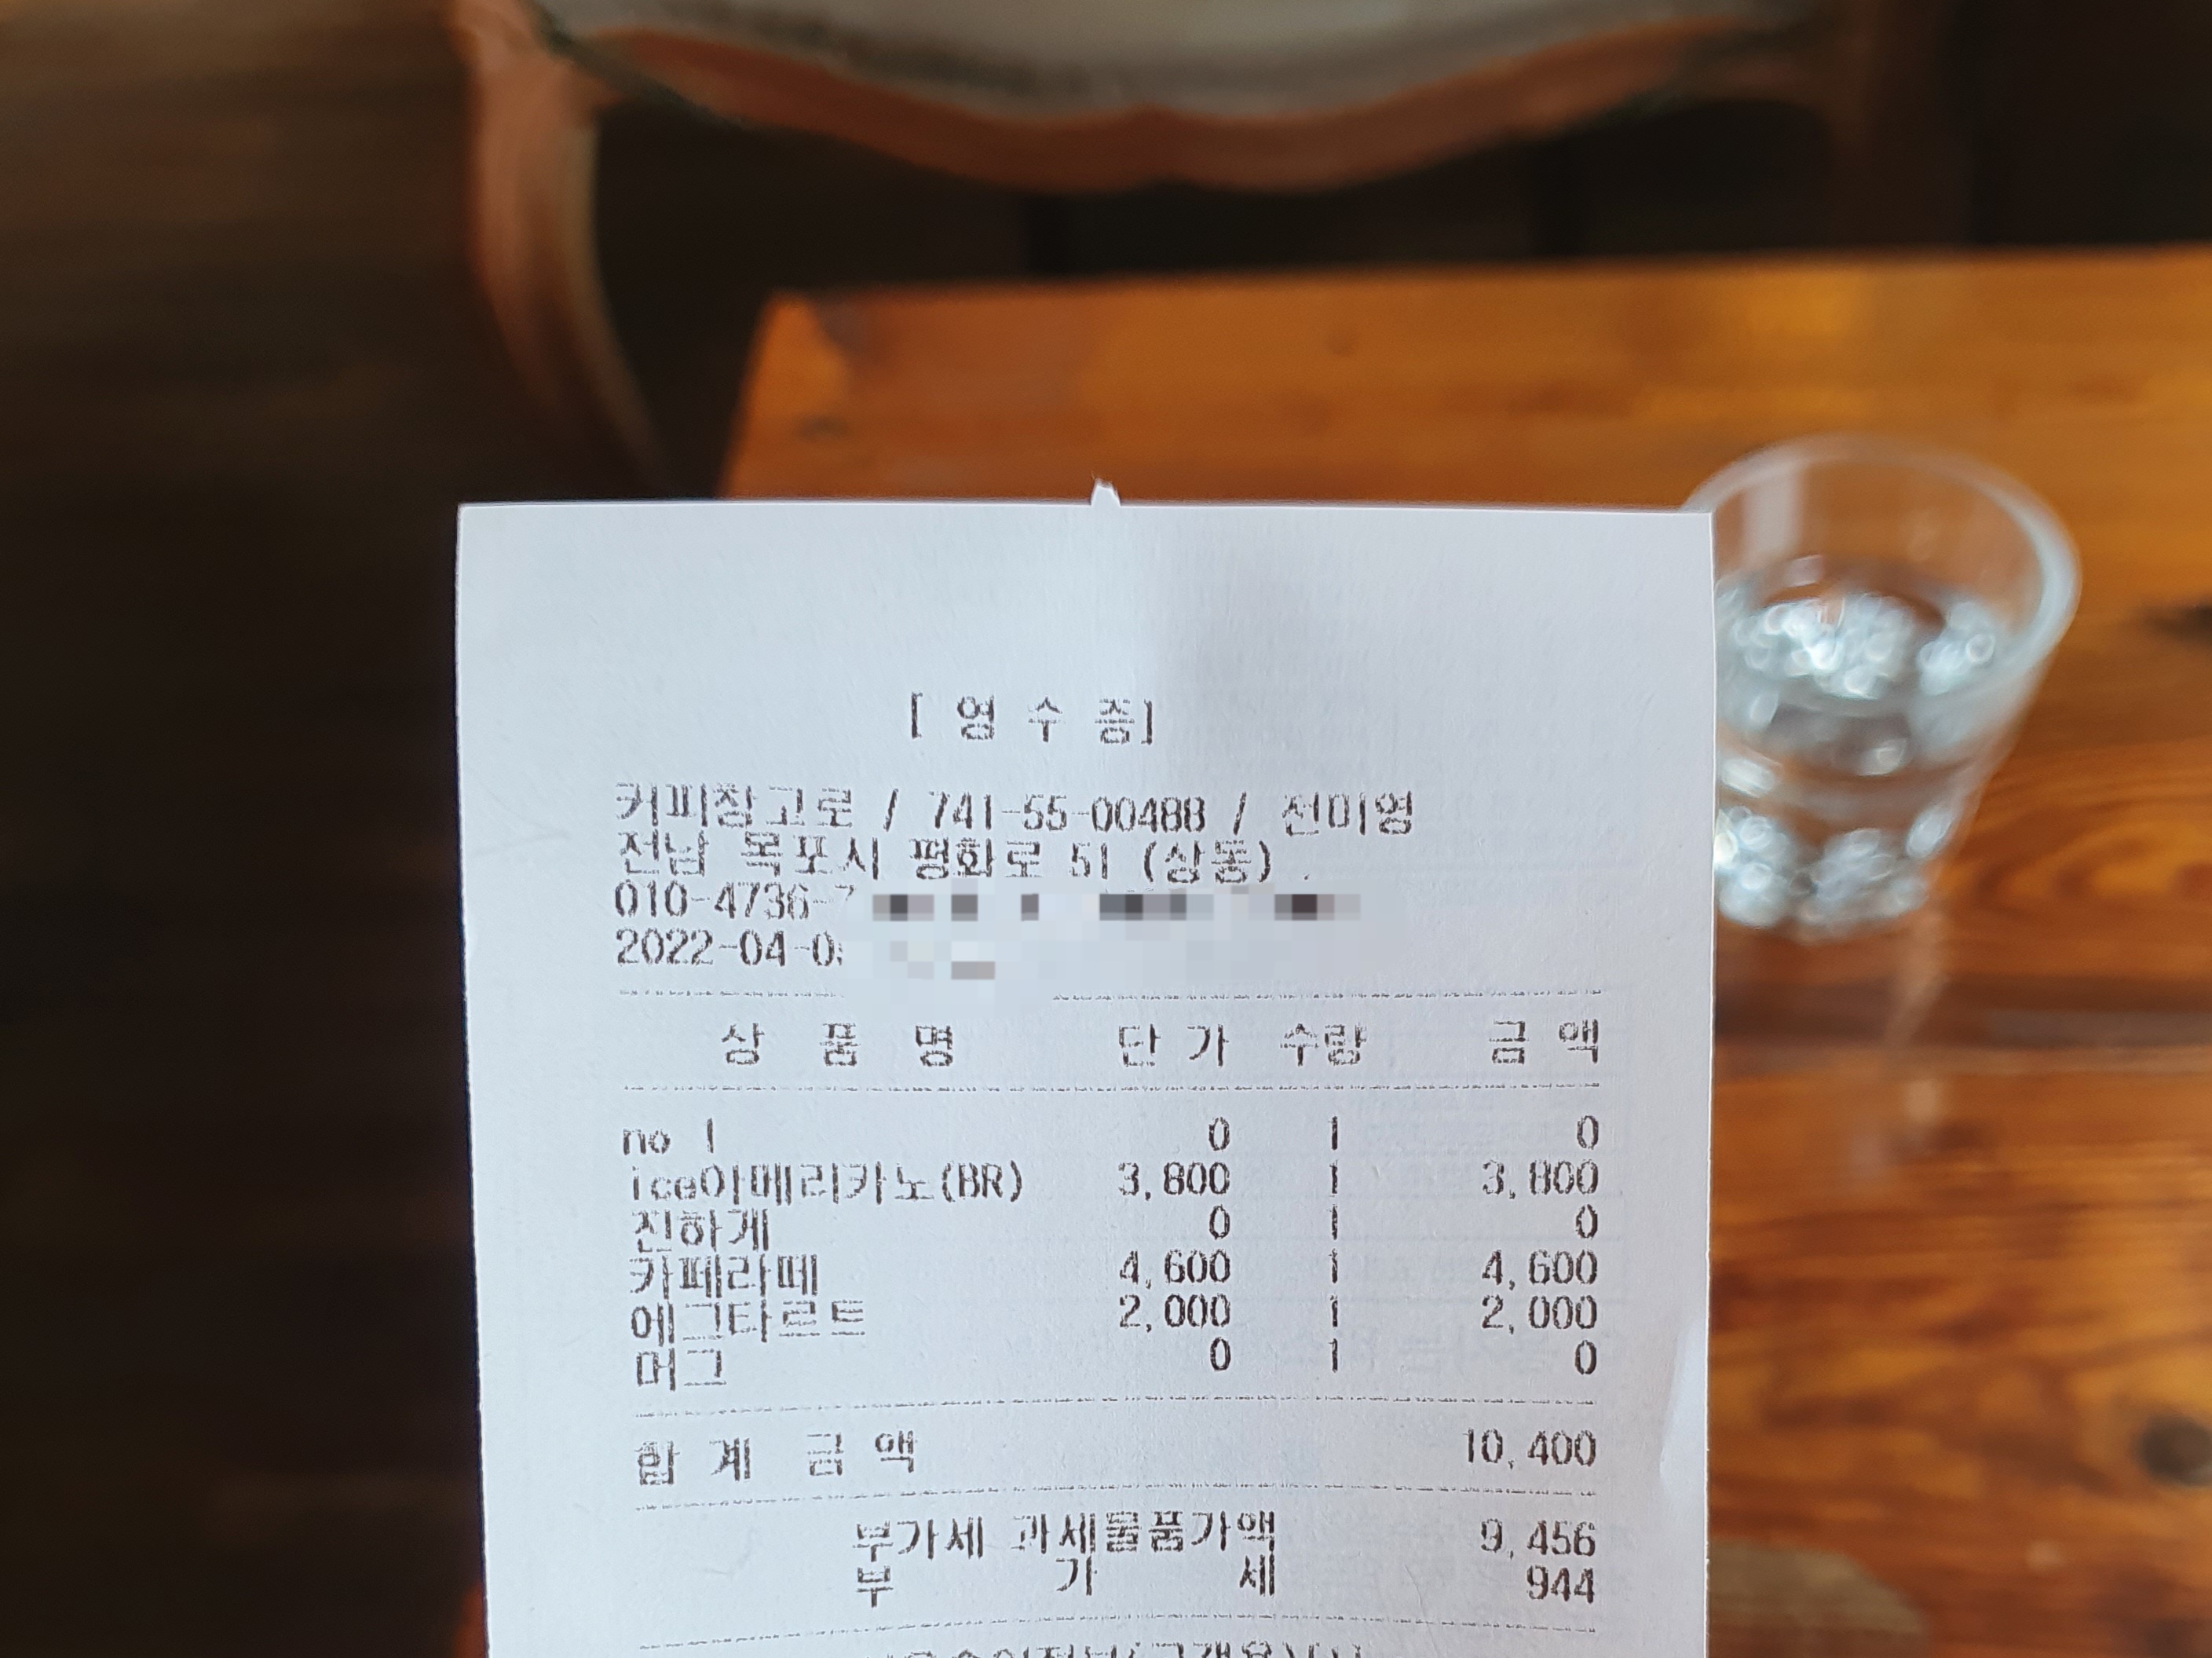 [ 영 수 증]
커피창고로 / 741-55-00488 / 전미영
전남 목포시 평화로 51 (상동)
010-4736-7
2022-04-0
상 품 명 단 가 수량 금 액
no 1 0 1 0
ice아메리카노(BR) 3,800 1 3,800
진하게 0 1 0
카페라떼 4,600 1 4,600
에그타르트 2,000 1 2,000
머그 0 1 0
합 계 금 액 10,400
부가세 과세물품가액 9,456
부 가 세 944